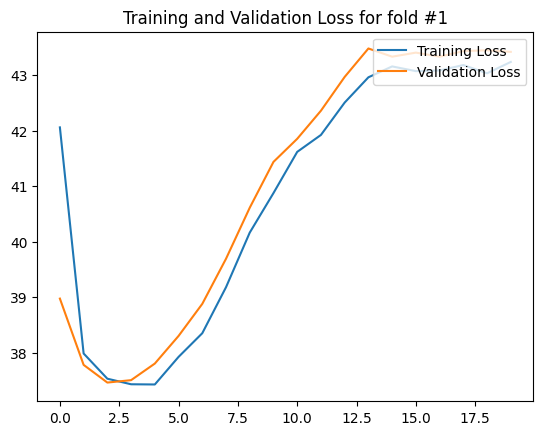 Training and Validation Loss for fold #1
Training Loss
Validation Loss
43
42
41
40
39
38
0.0 2.5 5.0 7.5 10.0 12.5 15.0 17.5